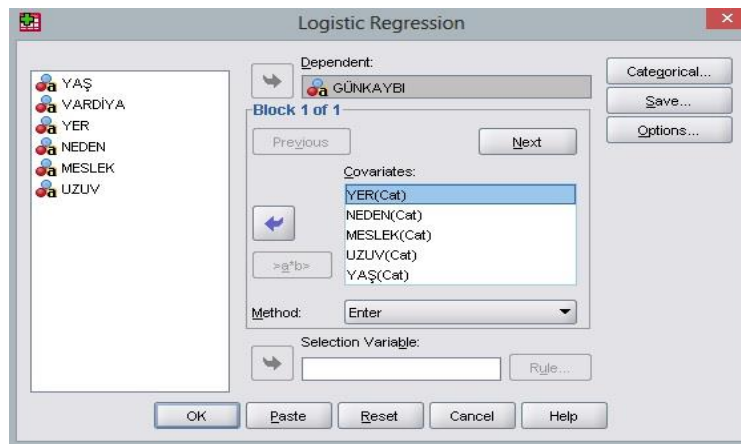 Logistic Regression
YAŞ
VARDİYA
YER
NEDEN
MESLEK
UZUV
Dependent:
GÜNKAYBI
Block 1 of 1
Previous
Next
Covariates:
YER(Cat)
NEDEN(Cat)
MESLEK(Cat)
UZUV(Cat)
YAŞ(Cat)
>a*b>
Method:
Enter
Selection Variable:
Rule...
Categorical...
Save...
Options...
OK
Paste
Reset
Cancel
Help